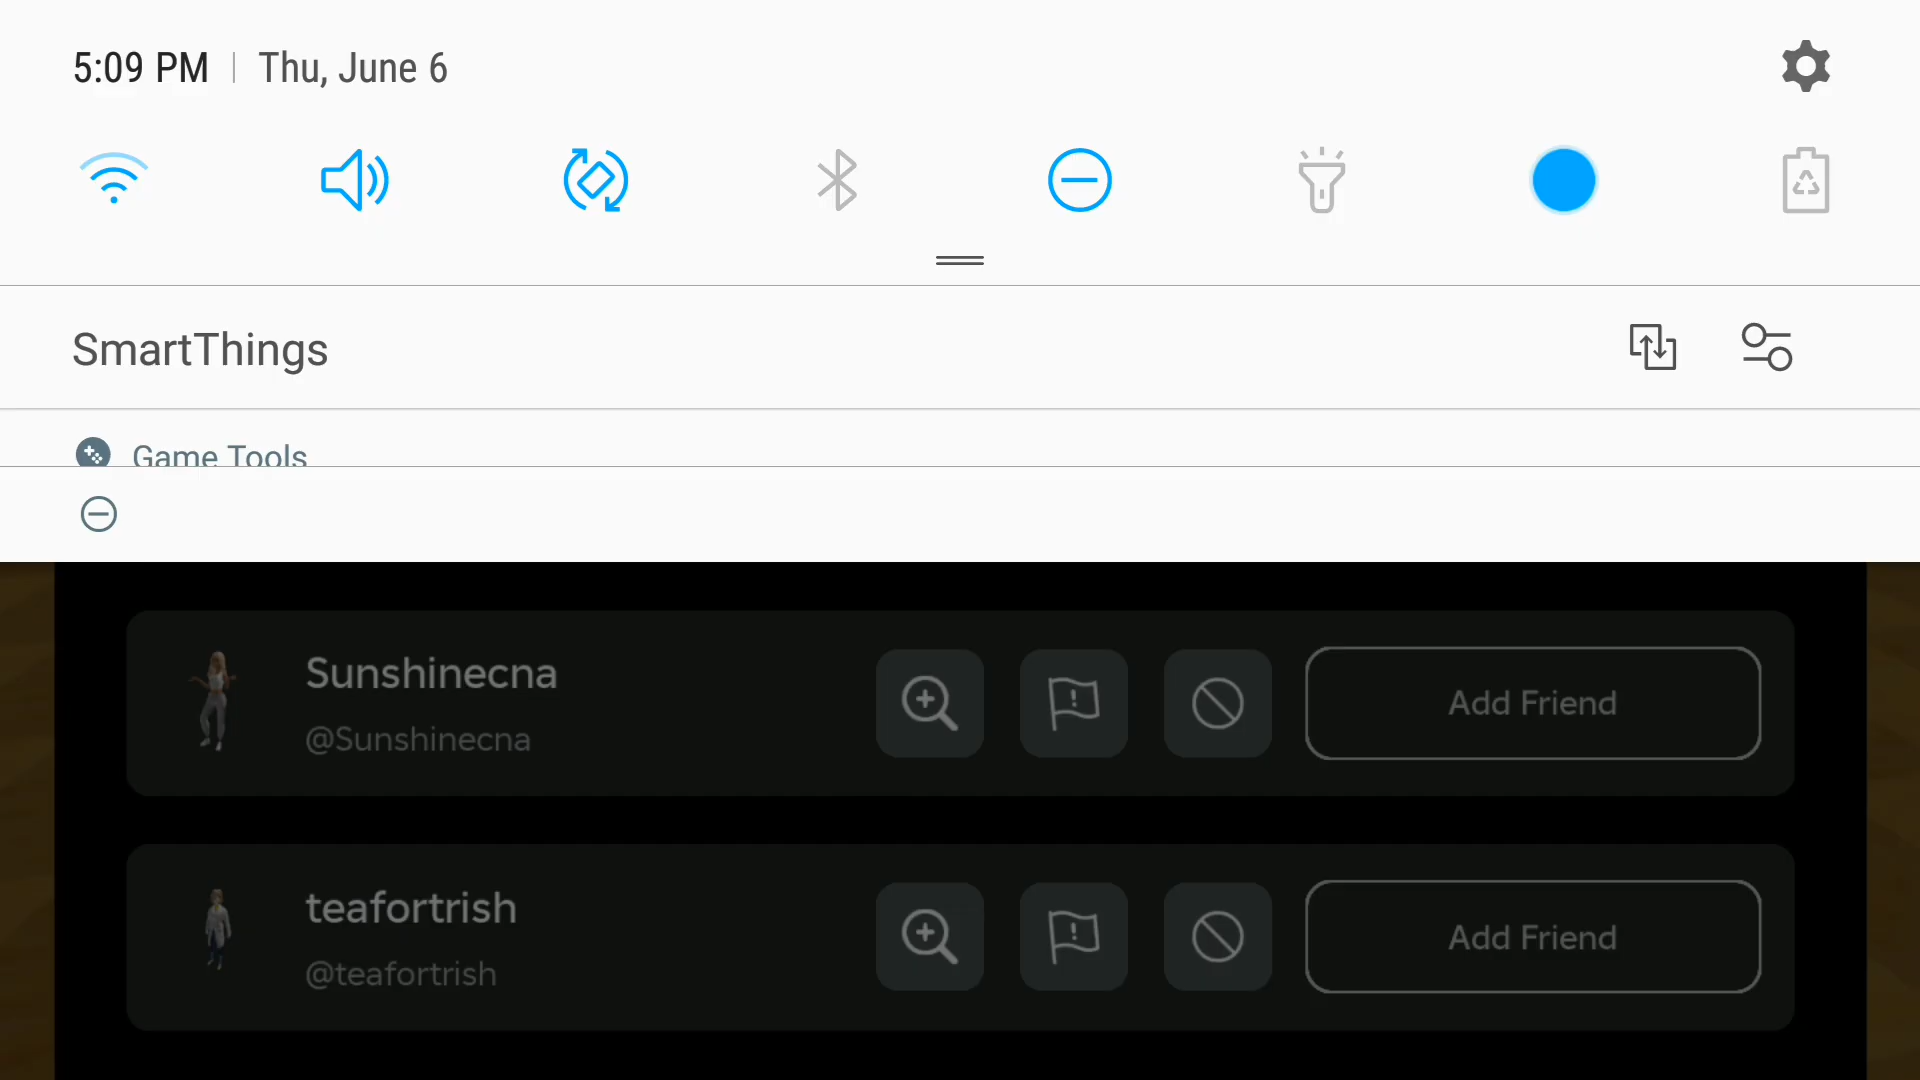 5:09 PM | Thu, June 6
SmartThings
Game Tools
Sunshinecna
@Sunshinecna
Add Friend
teafortrish
@teafortrish
Add Friend